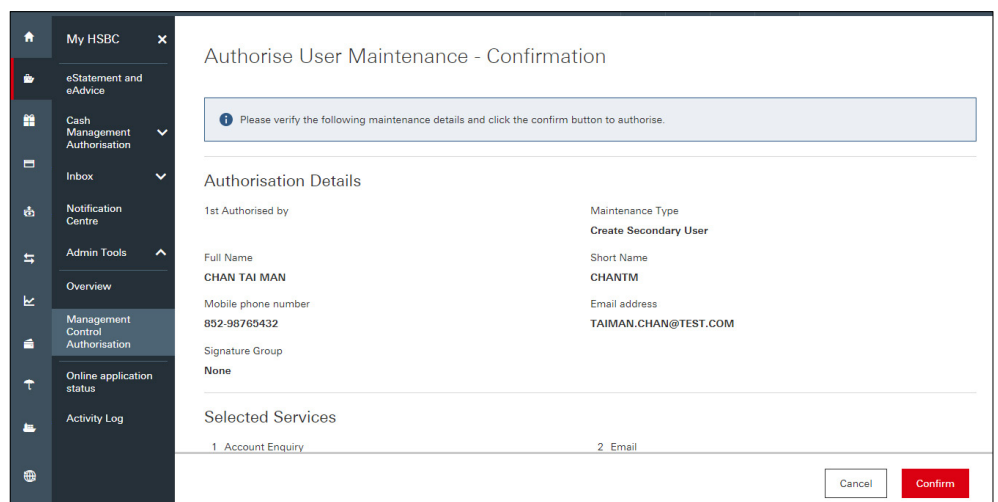 My HSBC
eStatement and
eAdvice
Cash
Management
Authorisation
Inbox
Notification
Centre
Admin Tools
Overview
Management
Control
Authorisation
Online application
status
Activity Log
Authorise User Maintenance - Confirmation
Please verify the following maintenance details and click the confirm button to authorise.
Authorisation Details
1st Authorised by
Maintenance Type
Create Secondary User
Full Name
CHAN TAI MAN
Short Name
CHANTM
Mobile phone number
852-98765432
Email address
TAIMAN.CHAN@TEST.COM
Signature Group
None
Selected Services
1 Account Enquiry
2 Email
Cancel
Confirm